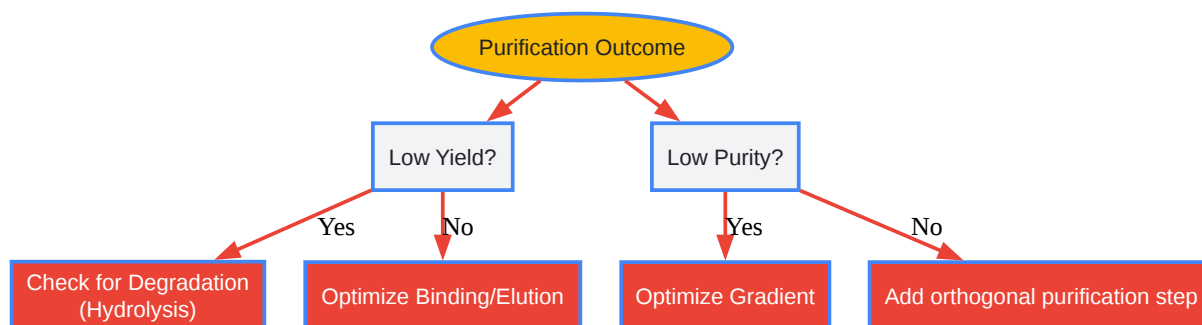 Purification Outcome
Low Yield?
Low Purity?
Yes
No
Yes
No
Check for Degradation
(Hydrolysis)
Optimize Binding/Elution
Optimize Gradient
Add orthogonal purification step